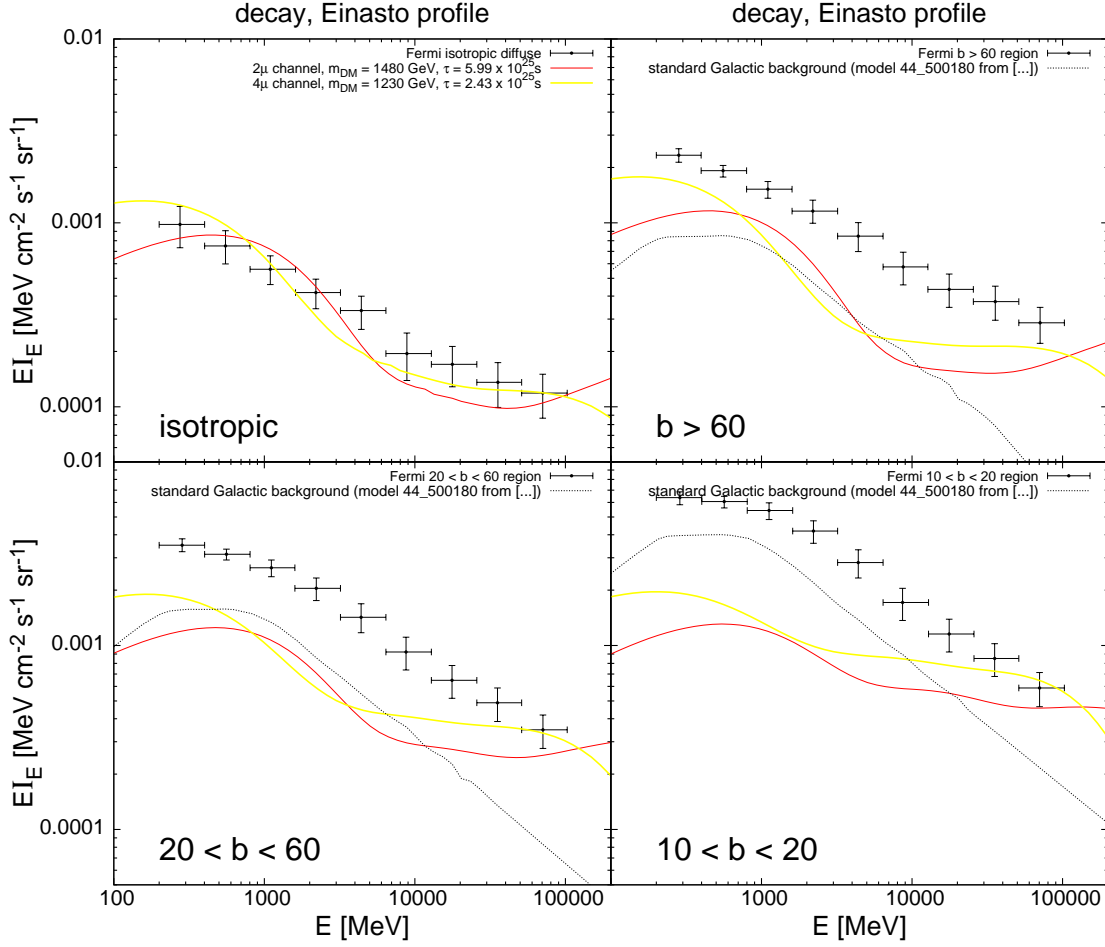 decay, Einasto profile
decay, Einasto profile
0.01
Fermi isotropic diffuse
2μ channel, mDM = 1480 GeV, τ = 5.99 x 10^25s
4μ channel, mDM = 1230 GeV, τ = 2.43 x 10^25s
Fermi b > 60 region
standard Galactic background (model 44_500180 from [...])
0.001
EI_E [MeV cm-2 s-1 sr-1]
0.0001
isotropic
b > 60
0.01
Fermi 20 < b < 60 region
standard Galactic background (model 44_500180 from [...])
Fermi 10 < b < 20 region
standard Galactic background (model 44_500180 from [...])
0.001
EI_E [MeV cm-2 s-1 sr-1]
0.0001
20 < b < 60
10 < b < 20
100 1000 10000 100000
1000 10000 100000
E [MeV]
E [MeV]